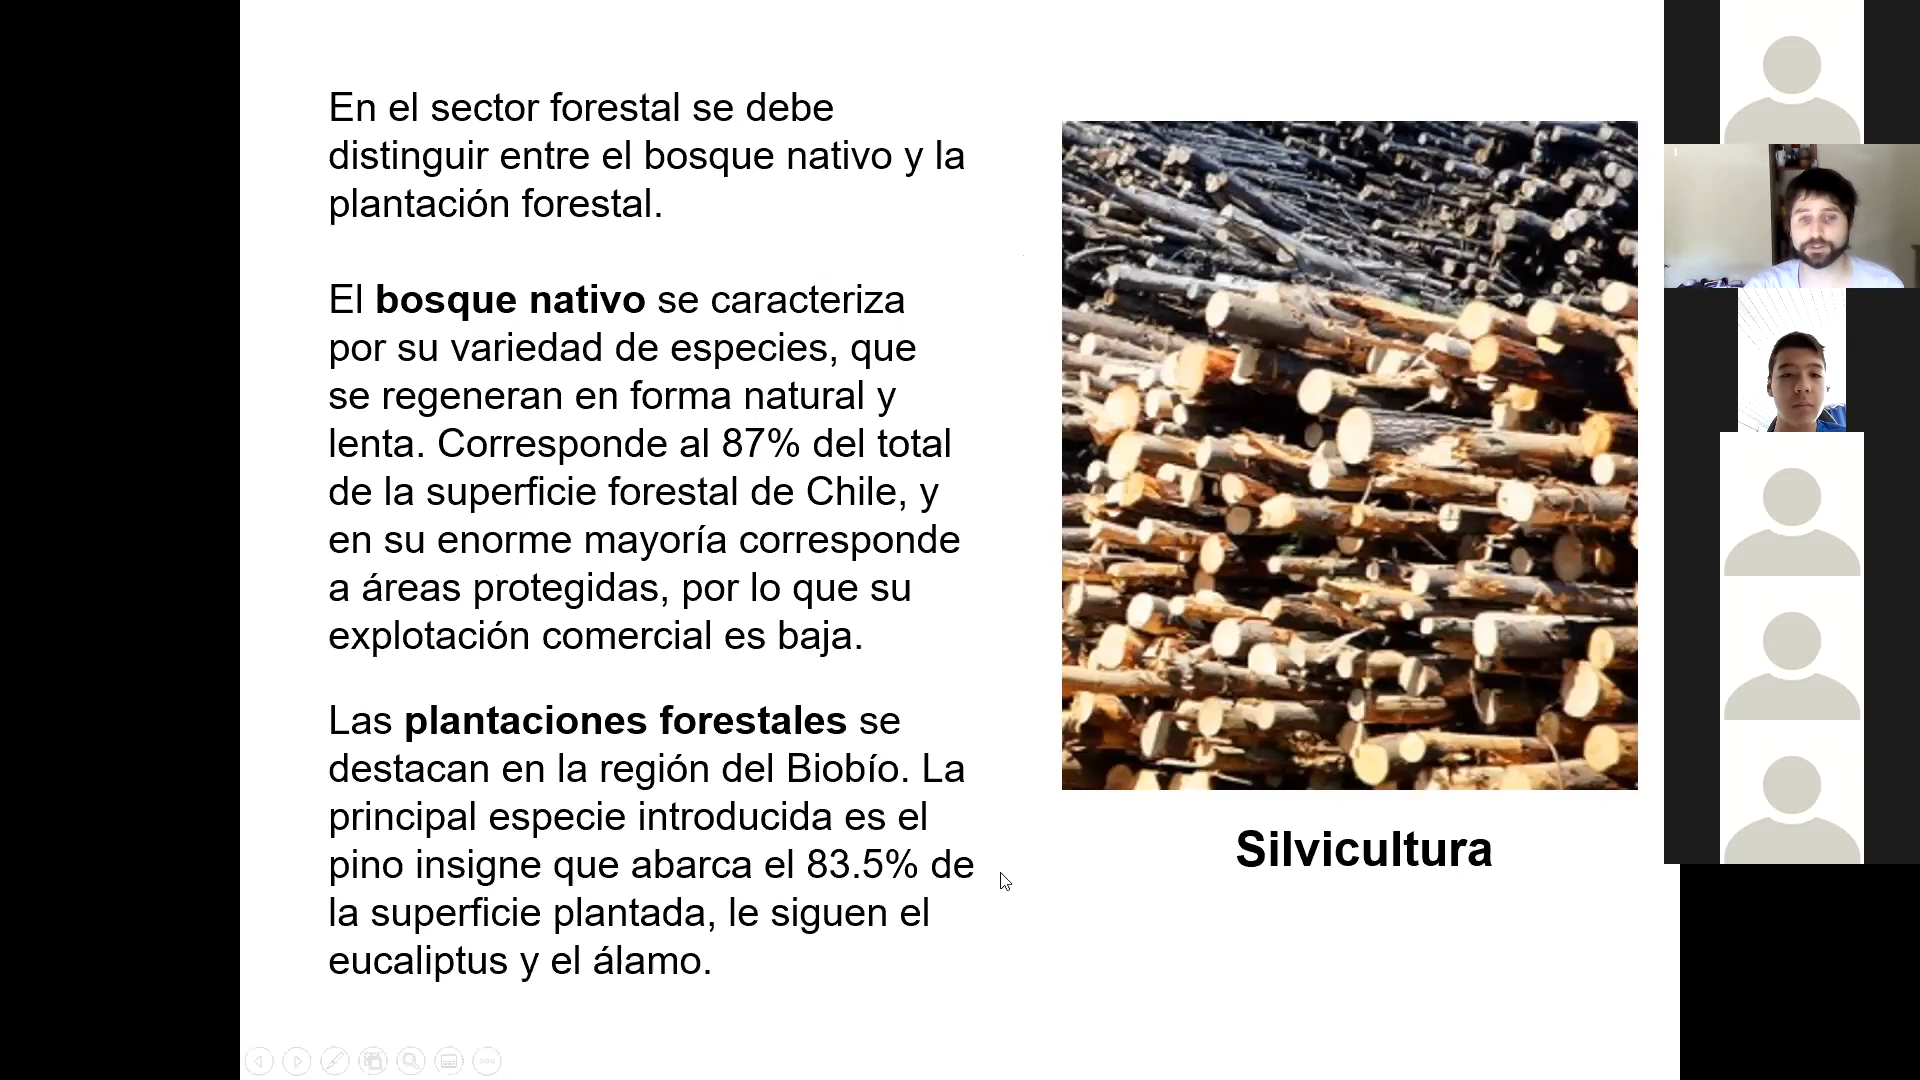 En el sector forestal se debe
distinguir entre el bosque nativo y la
plantación forestal.
El bosque nativo se caracteriza
por su variedad de especies, que
se regeneran en forma natural y
lenta. Corresponde al 87% del total
de la superficie forestal de Chile, y
en su enorme mayoría corresponde
a áreas protegidas, por lo que su
explotación comercial es baja.
Las plantaciones forestales se
destacan en la región del Biobío. La
principal especie introducida es el
pino insigne que abarca el 83.5% de
la superficie plantada, le siguen el
eucaliptus y el álamo.
Silvicultura